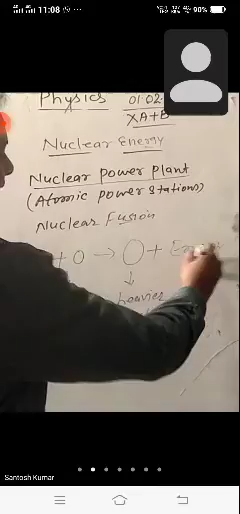 11:08 90%
Physics 01.02.
XA+B
Nuclear Energy
Nuclear power plant
(Atomic power stations)
Nuclear Fusion
+ O → O +
heavier
Santosh Kumar